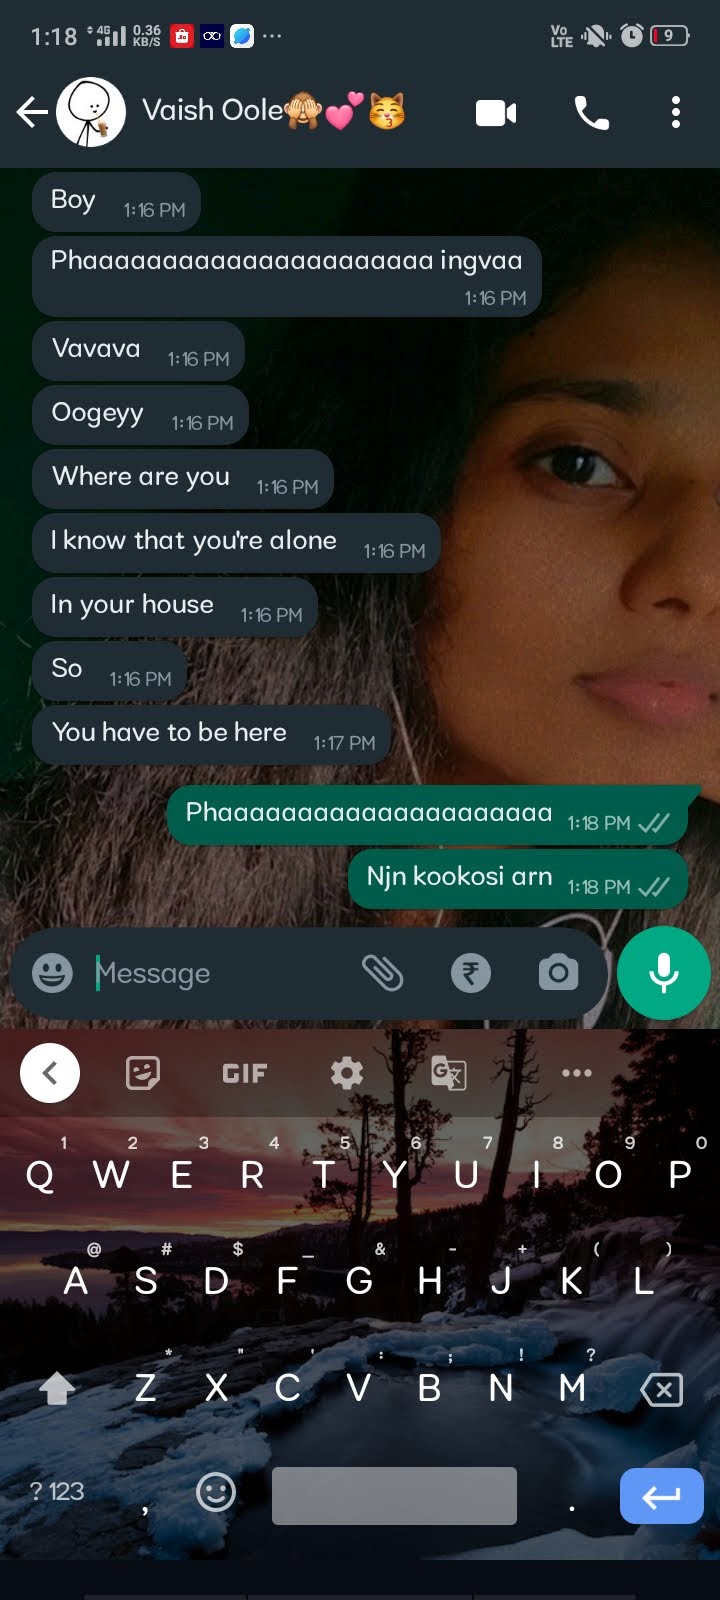 1:18 4G 0.36 KB/S Vo LTE 9
Vaish Oole🙈💕😽
Boy 1:16 PM
Phaaaaaaaaaaaaaaaaaaaaaa ingvaa
1:16 PM
Vavava 1:16 PM
Oogeyy 1:16 PM
Where are you 1:16 PM
I know that you're alone 1:16 PM
In your house 1:16 PM
So 1:16 PM
You have to be here 1:17 PM
Phaaaaaaaaaaaaaaaaaaaaa 1:18 PM
Njn kookosi arn 1:18 PM
Message
GIF
1 2 3 4 5 6 7 8 9 0
Q W E R T Y U I O P
@ # $ _ & - + ( )
A S D F G H J K L
* " ' : ; ! ?
Z X C V B N M
?123 , .